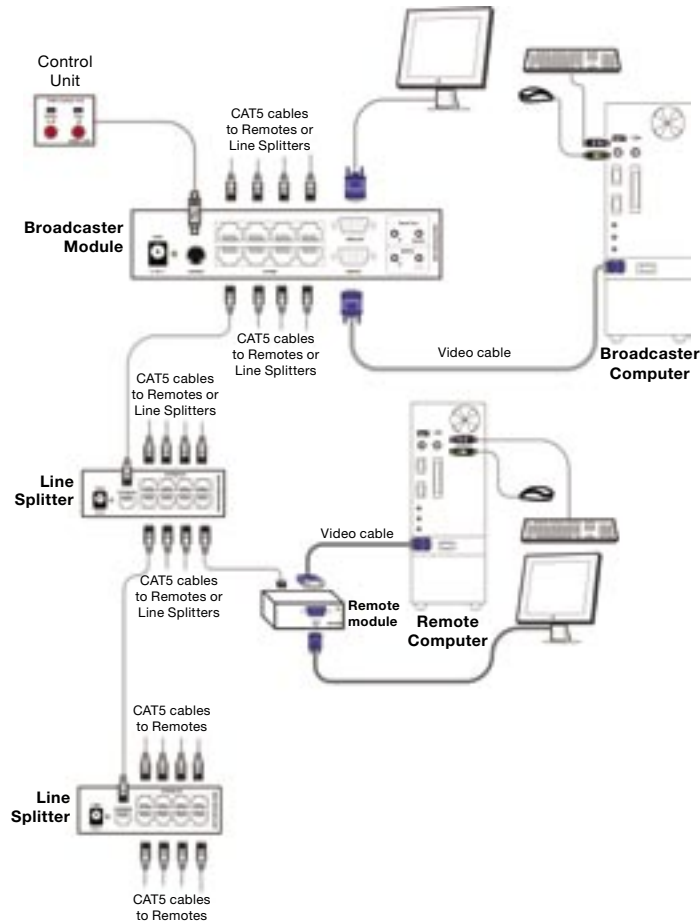 Control
Unit
CAT5 cables
to Remotes or
Line Splitters
Broadcaster
Module
CAT5 cables
to Remotes or
Line Splitters
Video cable
Broadcaster
Computer
CAT5 cables
to Remotes or
Line Splitters
Line
Splitter
Video cable
CAT5 cables
to Remotes or
Line Splitters
Remote
module
Remote
Computer
CAT5 cables
to Remotes
Line
Splitter
CAT5 cables
to Remotes